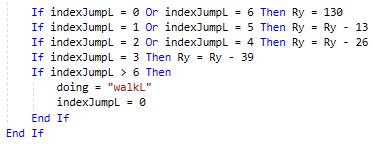 If indexJumpL = 0 Or indexJumpL = 6 Then Ry = 130
If indexJumpL = 1 Or indexJumpL = 5 Then Ry = Ry - 13
If indexJumpL = 2 Or indexJumpL = 4 Then Ry = Ry - 26
If indexJumpL = 3 Then Ry = Ry - 39
If indexJumpL > 6 Then
doing = "walkL"
indexJumpL = 0
End If
End If